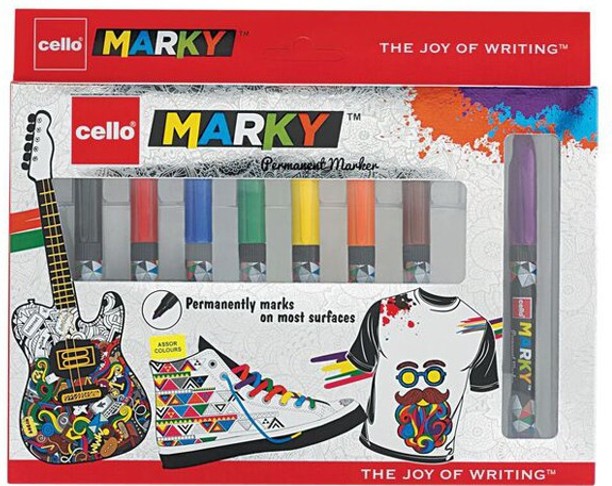 cello MARKY™
THE JOY OF WRITING™
cello MARKY™
Permanent Marker
Permanently marks
on most surfaces
ASSOR
COLOURS
cello
MARKY
THE JOY OF WRITING™